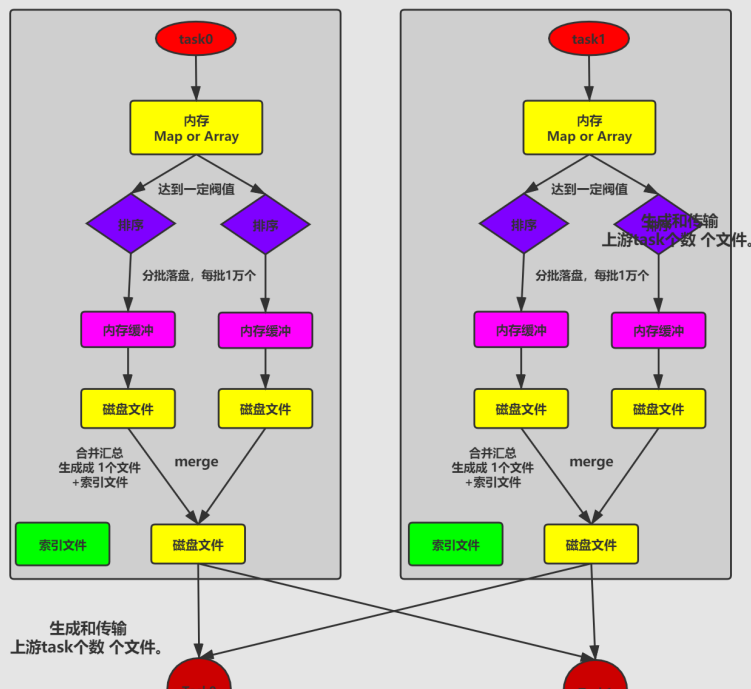 task0
task1
内存
Map or Array
内存
Map or Array
达到一定阀值
达到一定阀值
排序
排序
排序
排序
生成和传输
上游task个数 个文件。
分批落盘，每批1万个
分批落盘，每批1万个
内存缓冲
内存缓冲
内存缓冲
内存缓冲
磁盘文件
磁盘文件
磁盘文件
磁盘文件
合并汇总
生成成 1个文件
+索引文件
merge
合并汇总
生成成 1个文件
+索引文件
merge
索引文件
磁盘文件
索引文件
磁盘文件
生成和传输
上游task个数 个文件。